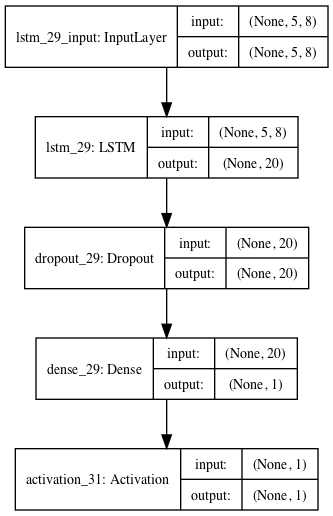 lstm_29_input: InputLayer
input: (None, 5, 8)
output: (None, 5, 8)
lstm_29: LSTM
input: (None, 5, 8)
output: (None, 20)
dropout_29: Dropout
input: (None, 20)
output: (None, 20)
dense_29: Dense
input: (None, 20)
output: (None, 1)
activation_31: Activation
input: (None, 1)
output: (None, 1)